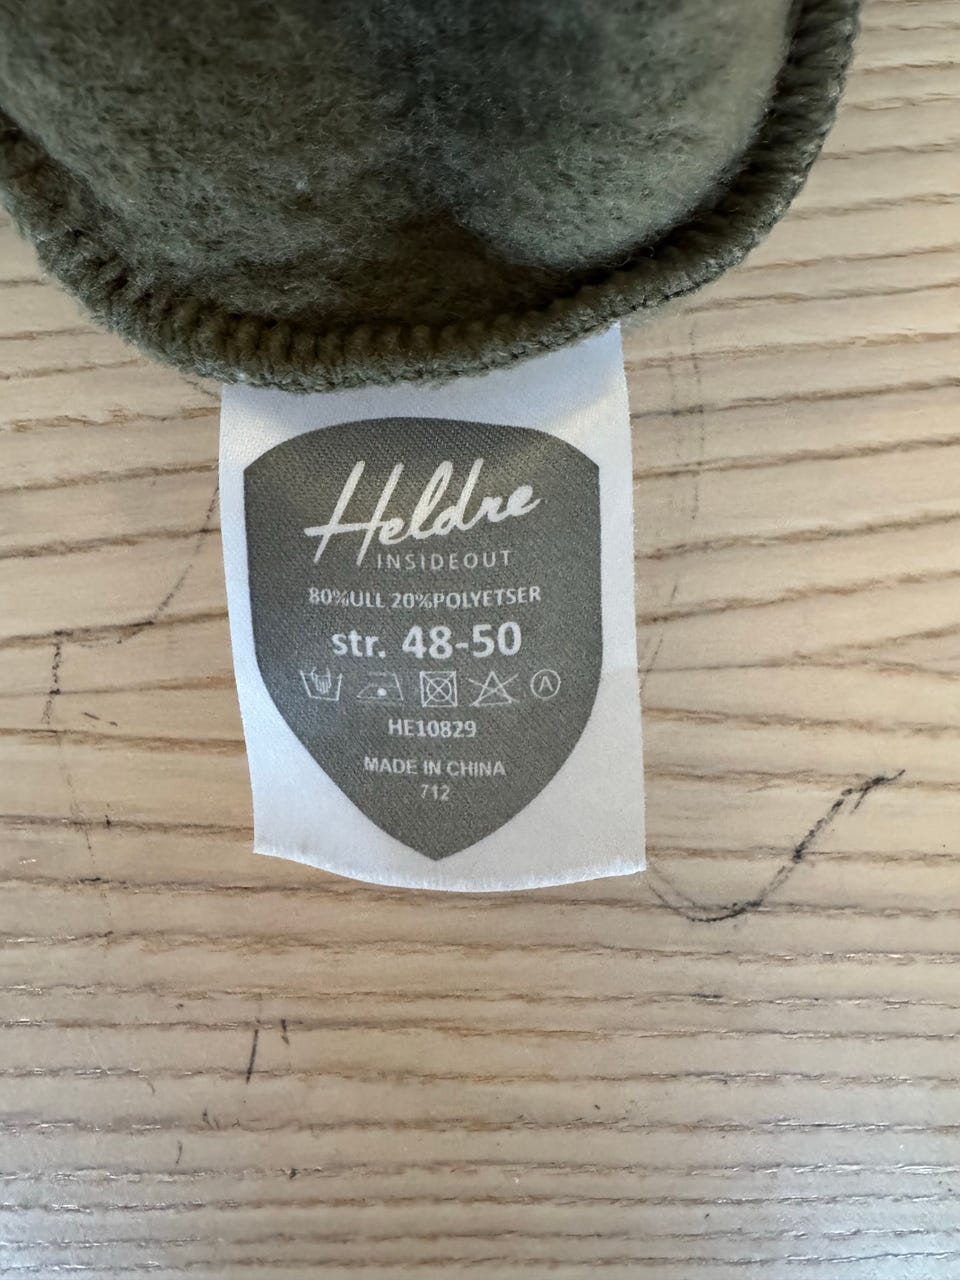 Heldre
INSIDEOUT
80%ULL 20%POLYETSER
str. 48-50
A
HE10829
MADE IN CHINA
712